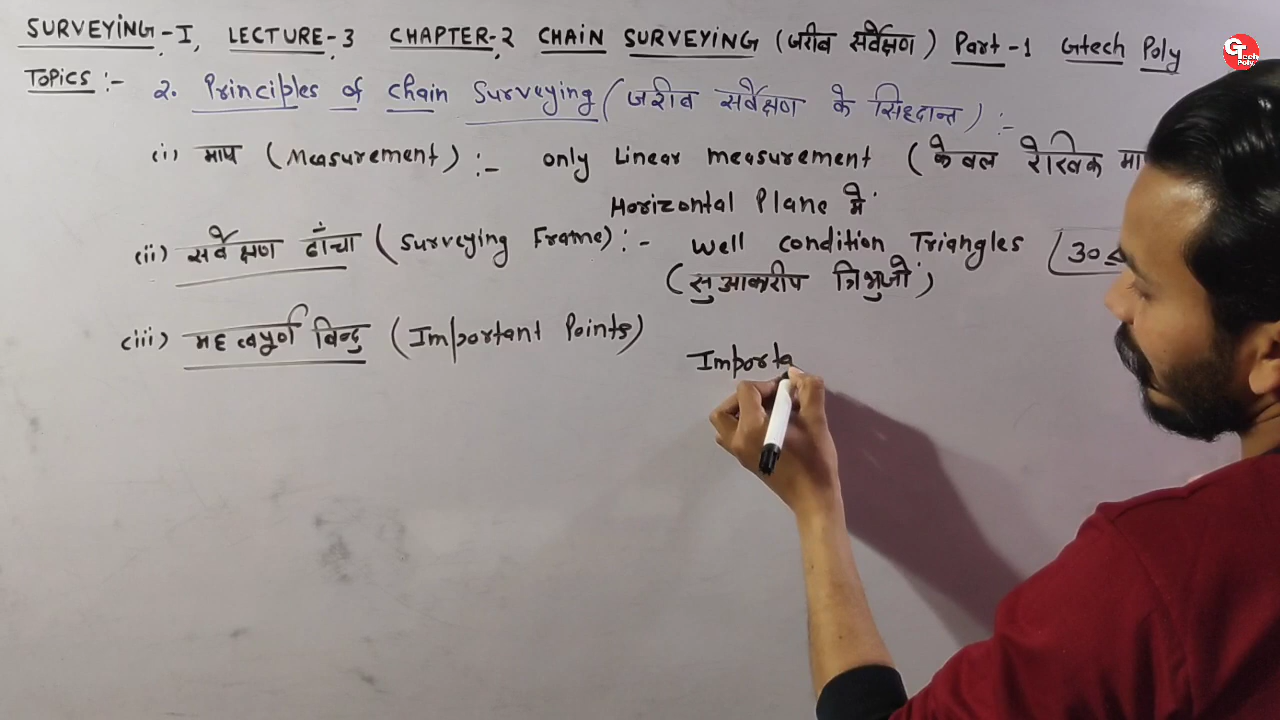 SURVEYING-I, LECTURE-3 CHAPTER-2 CHAIN SURVEYING (जरीब सर्वेक्षण) Part-1 Gtech Poly
Gtech Poly.
Topics :-
2. Principles of chain Surveying (जरीब सर्वेक्षण के सिद्धान्त) :-
(i) माप (Measurement) :- only Linear measurement (केवल रेखिक मा
Horizontal Plane में
(ii) सर्वेक्षण ढाँचा (Surveying Frame) :- Well condition Triangles (30≤
(सुआकारीय त्रिभुजों)
(iii) महत्वपूर्ण बिन्दु (Important Points)
Importa